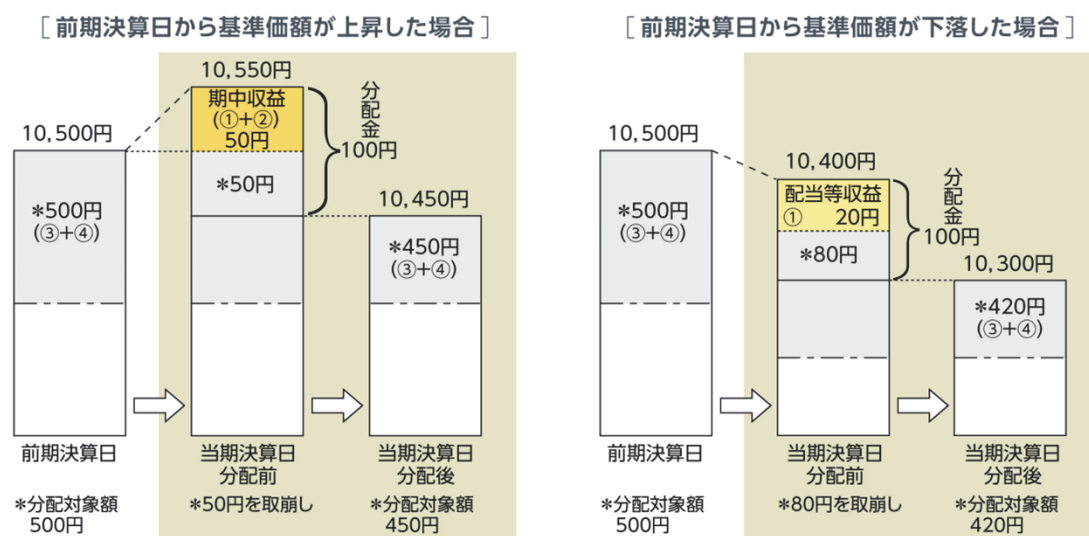 ［前期決算日から基準価額が上昇した場合］
10,550円
期中収益
(①+②)
50円
分配金
100円
10,500円
*500円
(③+④)
*50円
10,450円
*450円
(③+④)
前期決算日
当期決算日
分配前
当期決算日
分配後
*分配対象額
500円
*50円を取崩し
*分配対象額
450円
［前期決算日から基準価額が下落した場合］
10,500円
*500円
(③+④)
10,400円
配当等収益
① 20円
*80円
分配金
100円
10,300円
*420円
(③+④)
前期決算日
当期決算日
分配前
当期決算日
分配後
*分配対象額
500円
*80円を取崩し
*分配対象額
420円